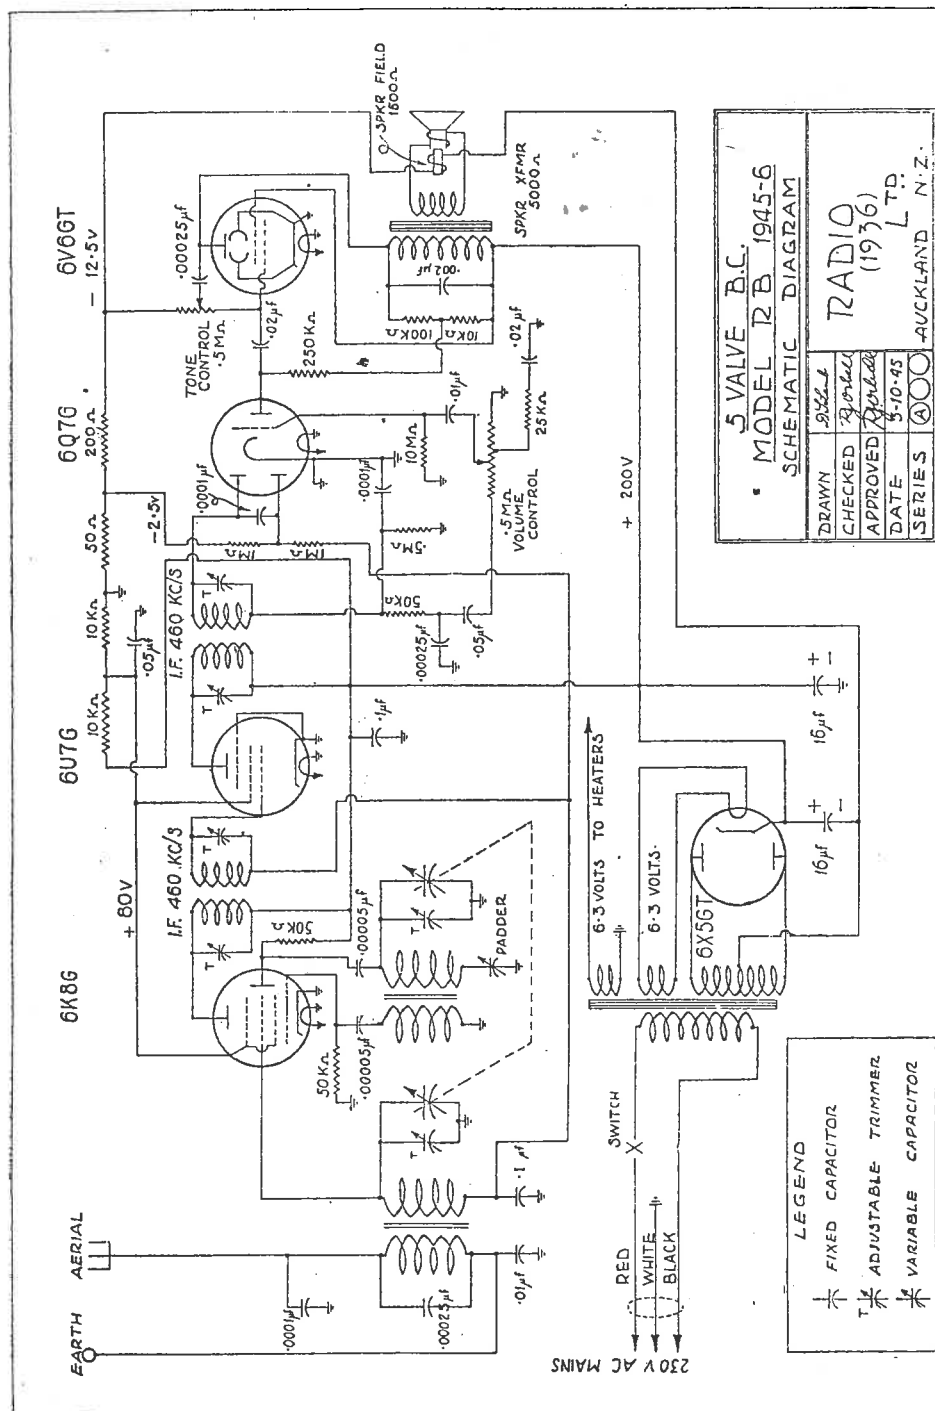 EARTH
AERIAL
6K8G
6U7G
6Q7G
6V6GT
+ 80V
10KΩ
10KΩ
50Ω
200Ω
- 12.5v
-2.5v
.05µf
I.F. 460.KC/S
I.F. 460 KC/S
T
T
T
T
.0001µf
1MΩ
1MΩ
TONE
CONTROL
.5MΩ
.00025µf
.02µf
250KΩ
SPKR FIELD
1500Ω
SPKR XFMR
5000Ω
.002µf
100KΩ
10KΩ
.02µf
25KΩ
.01µf
10MΩ
.0001µf
.5MΩ
.5MΩ
VOLUME
CONTROL
50KΩ
.00025µf
.05µf
.1µf
50KΩ
.00005µf
T
PADDER
50KΩ
.00005µf
T
.1µf
.0001µf
.00025µf
.01µf
+ 200V
230V AC MAINS
RED
WHITE
BLACK
SWITCH
6.3 VOLTS TO HEATERS
6.3 VOLTS.
6X5GT
16µf
+
-
16µf
+
-
LEGEND
FIXED CAPACITOR
T ADJUSTABLE TRIMMER
VARIABLE CAPACITOR
5 VALVE B.C.
MODEL RB 1945-6
SCHEMATIC DIAGRAM
DRAWN
CHECKED
APPROVED
DATE 5-10-45
SERIES A
RADIO
(1936)
LTD
AUCKLAND N.Z.